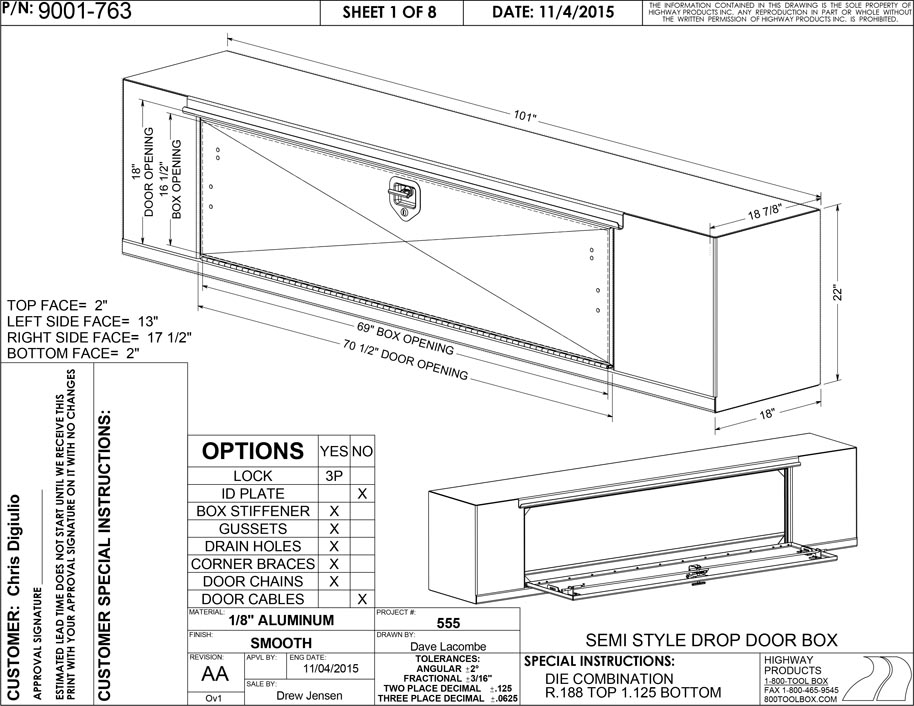 P/N: 9001-763
SHEET 1 OF 8
DATE: 11/4/2015
THE INFORMATION CONTAINED IN THIS DRAWING IS THE SOLE PROPERTY OF
HIGHWAY PRODUCTS INC. ANY REPRODUCTION IN PART OR WHOLE WITHOUT
THE WRITTEN PERMISSION OF HIGHWAY PRODUCTS INC. IS PROHIBITED.
101"
18"
DOOR OPENING
16 1/2"
BOX OPENING
18 7/8"
22"
18"
69" BOX OPENING
70 1/2" DOOR OPENING
TOP FACE= 2"
LEFT SIDE FACE= 13"
RIGHT SIDE FACE= 17 1/2"
BOTTOM FACE= 2"
CUSTOMER: Chris Digiulio
APPROVAL SIGNATURE
ESTIMATED LEAD TIME DOES NOT START UNTIL WE RECEIVE THIS
PRINT WITH YOUR APPROVAL SIGNATURE ON IT WITH NO CHANGES
CUSTOMER SPECIAL INSTRUCTIONS:
OPTIONS YES NO
LOCK 3P
ID PLATE X
BOX STIFFENER X
GUSSETS X
DRAIN HOLES X
CORNER BRACES X
DOOR CHAINS X
DOOR CABLES X
MATERIAL: 1/8" ALUMINUM
PROJECT #: 555
FINISH: SMOOTH
DRAWN BY: Dave Lacombe
REVISION: AA
Ov1
APVL BY:
ENG DATE: 11/04/2015
SALE BY: Drew Jensen
TOLERANCES:
ANGULAR ±2°
FRACTIONAL ±3/16"
TWO PLACE DECIMAL ±.125
THREE PLACE DECIMAL ±.0625
SEMI STYLE DROP DOOR BOX
SPECIAL INSTRUCTIONS:
DIE COMBINATION
R.188 TOP 1.125 BOTTOM
HIGHWAY
PRODUCTS
1-800-TOOL BOX
FAX 1-800-465-9545
800TOOLBOX.COM